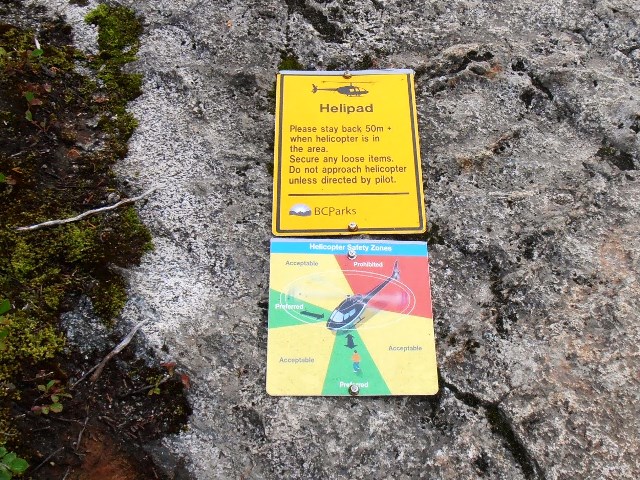 Helipad
Please stay back 50m +
when helicopter is in
the area.
Secure any loose items.
Do not approach helicopter
unless directed by pilot.
BCParks
Helicopter Safety Zones
Acceptable
Prohibited
Preferred
Acceptable
Acceptable
Preferred